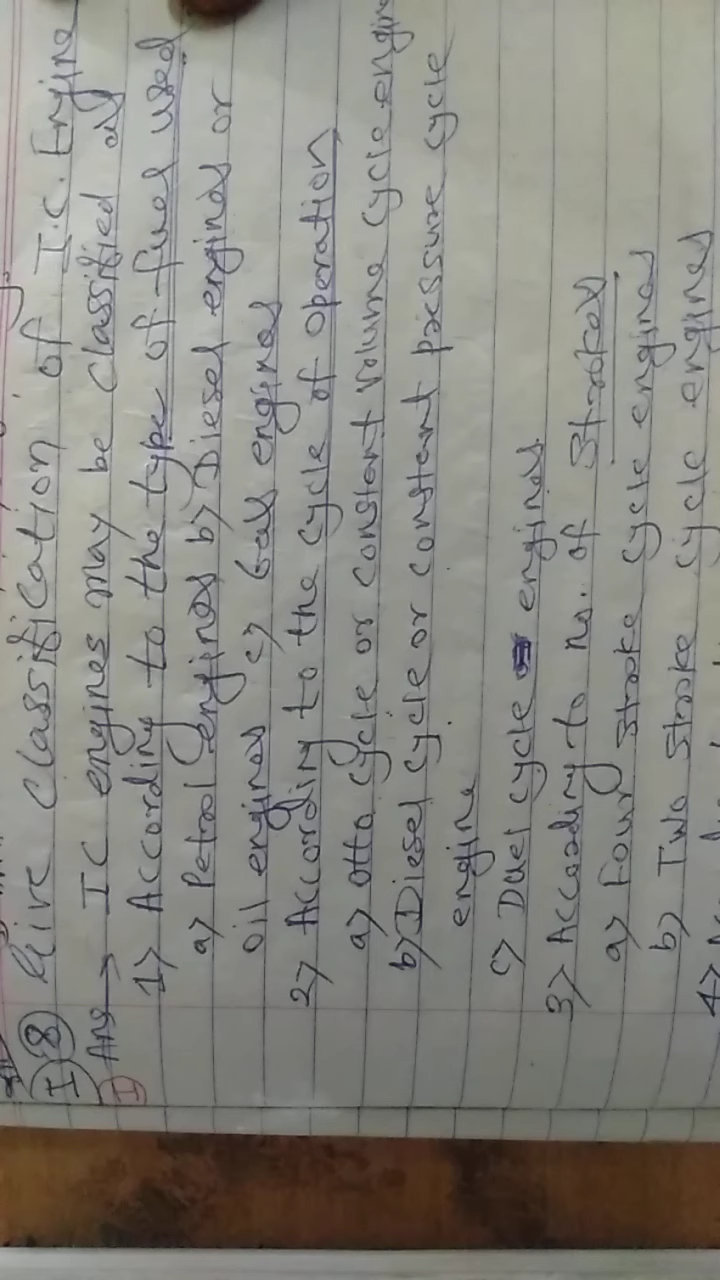 I 8 Give Classification of I.C. Engine
Ans → IC engines may be classified as
1> According to the type of fuel used
a> Petrol engines b> Diesel engines or
oil engines c> Gas engines
2> According to the cycle of operation
a> Otto cycle or constant volume cycle engin
b> Diesel cycle or constant pressure cycle
engine
c> Duel cycle engines
3> According to no. of Strokes
a> Four stroke cycle engines
b> Two stroke cycle engines
4>